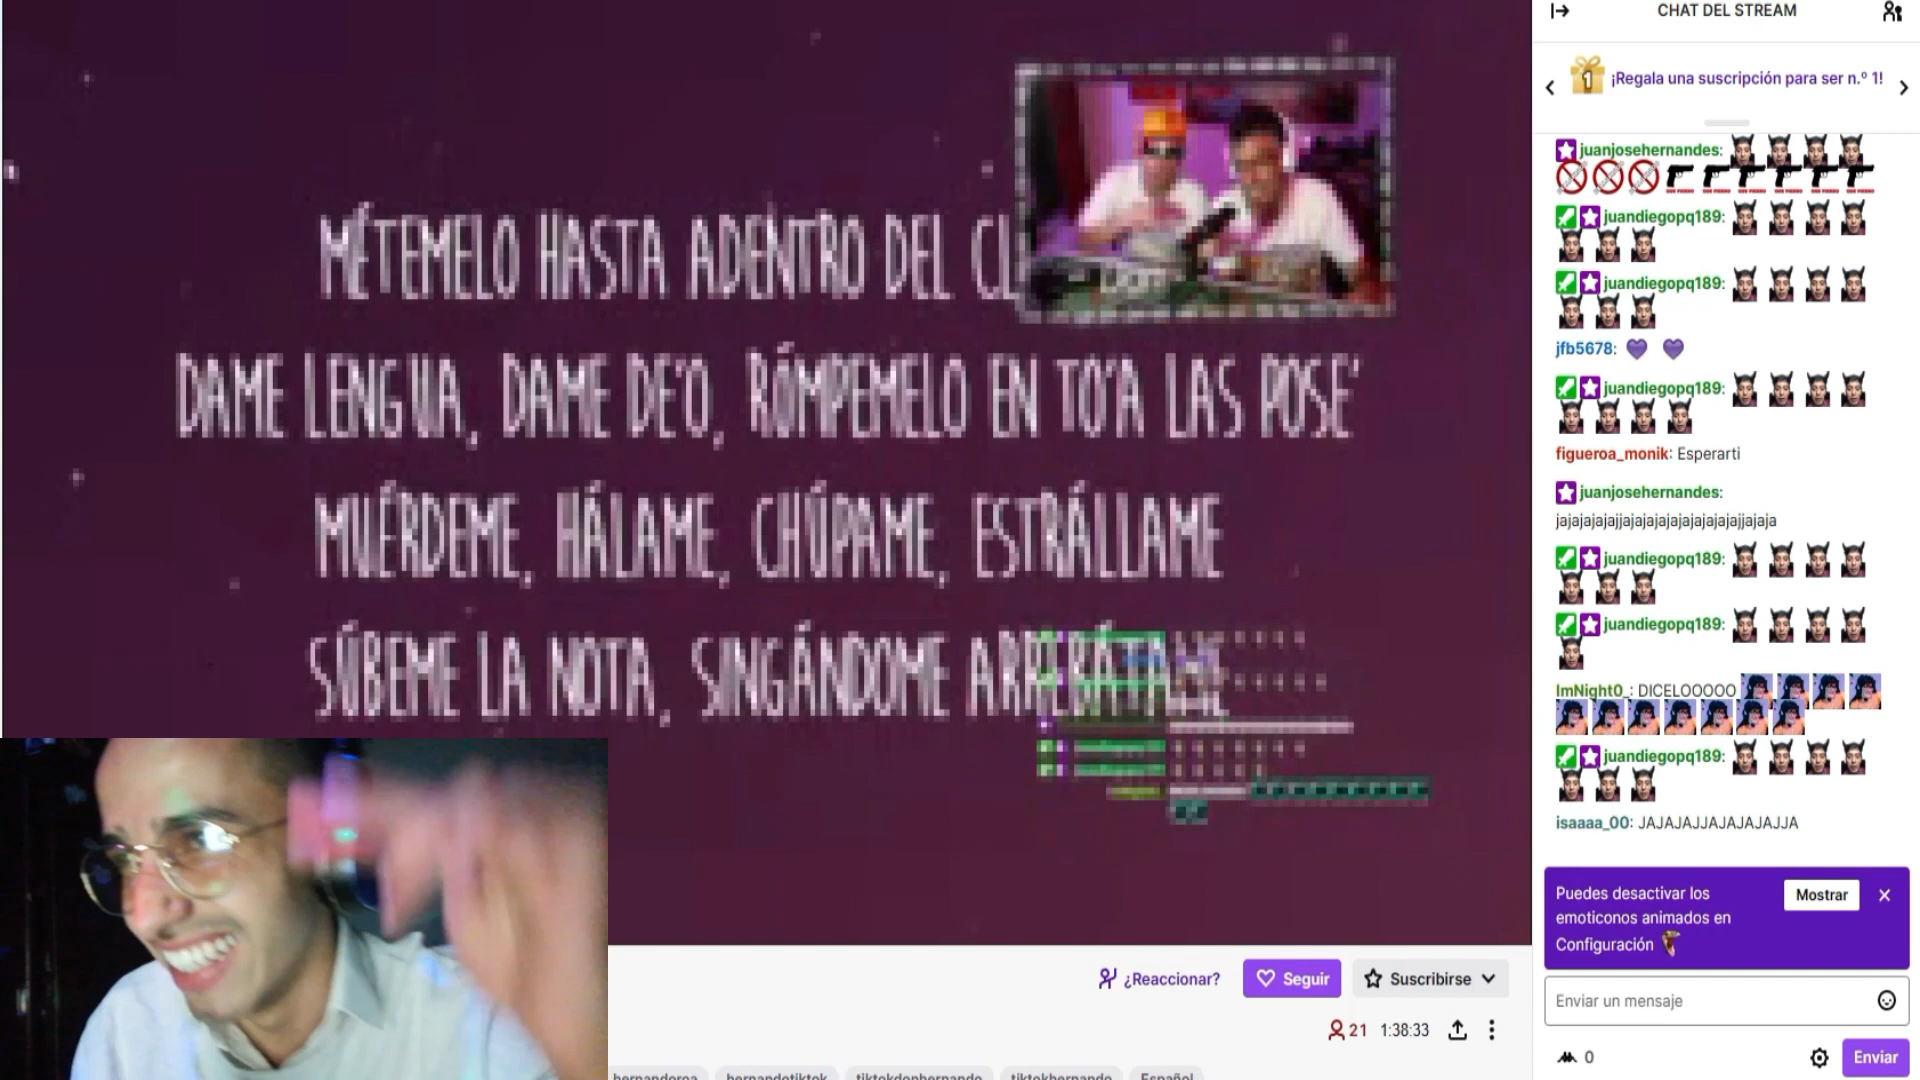 MÉTEMELO HASTA ADENTRO DEL
DAME LENGUA, DAME DE'O, RÓMPEMELO EN TO'A LAS POSE'
MUÉRDEME, HÁLAME, CHÚPAME, ESTRÁLLAME
SÚBEME LA NOTA, SINGÁNDOME
¿Reaccionar?
Seguir
Suscribirse
21 1:38:33
hernandoroa hernandotiktok tiktokdonhernando tiktokhernando Español
CHAT DEL STREAM
1 ¡Regala una suscripción para ser n.º 1!
juanjosehernandes:
juandiegopq189:
juandiegopq189:
jfb5678:
juandiegopq189:
figueroa_monik: Esperarti
juanjosehernandes:
jajajajajajjajajajajajajajajajajjajaja
juandiegopq189:
juandiegopq189:
ImNight0_: DICELOOOOO
juandiegopq189:
isaaaa_00: JAJAJAJJAJAJAJAJJA
Puedes desactivar los
emoticonos animados en
Configuración
Mostrar
Enviar un mensaje
0
Enviar